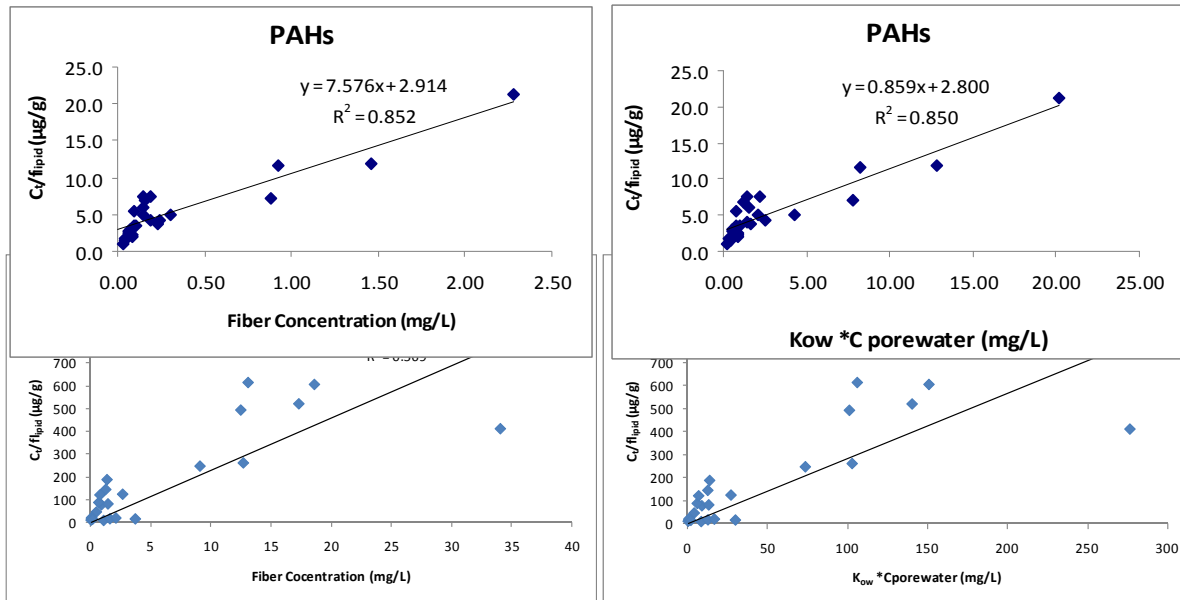 PAHs
y = 7.576x + 2.914
R² = 0.852
Ct/flipid (µg/g)
25.0
20.0
15.0
10.0
5.0
0.0
0.00 0.50 1.00 1.50 2.00 2.50
Fiber Concentration (mg/L)
PAHs
y = 0.859x + 2.800
R² = 0.850
Ct/flipid (µg/g)
25.0
20.0
15.0
10.0
5.0
0.0
0.00 5.00 10.00 15.00 20.00 25.00
Kow *C porewater (mg/L)
Ct/flipid (µg/g)
700
600
500
400
300
200
100
0
0 5 10 15 20 25 30 35 40
Fiber Cocentration (mg/L)
Ct/flipid (µg/g)
700
600
500
400
300
200
100
0
0 50 100 150 200 250 300
Kow *Cporewater (mg/L)